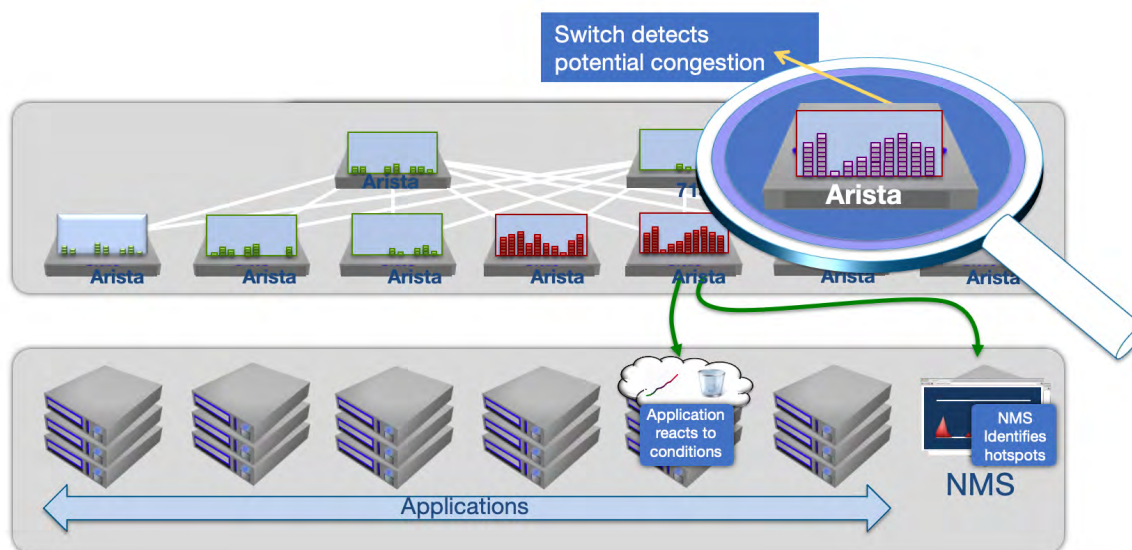 Switch detects
potential congestion
Arista
Arista
71
Arista
Arista
Arista
Arista
Arista
Arista
Arista
Application
reacts to
conditions
NMS
Identifies
hotspots
NMS
Applications